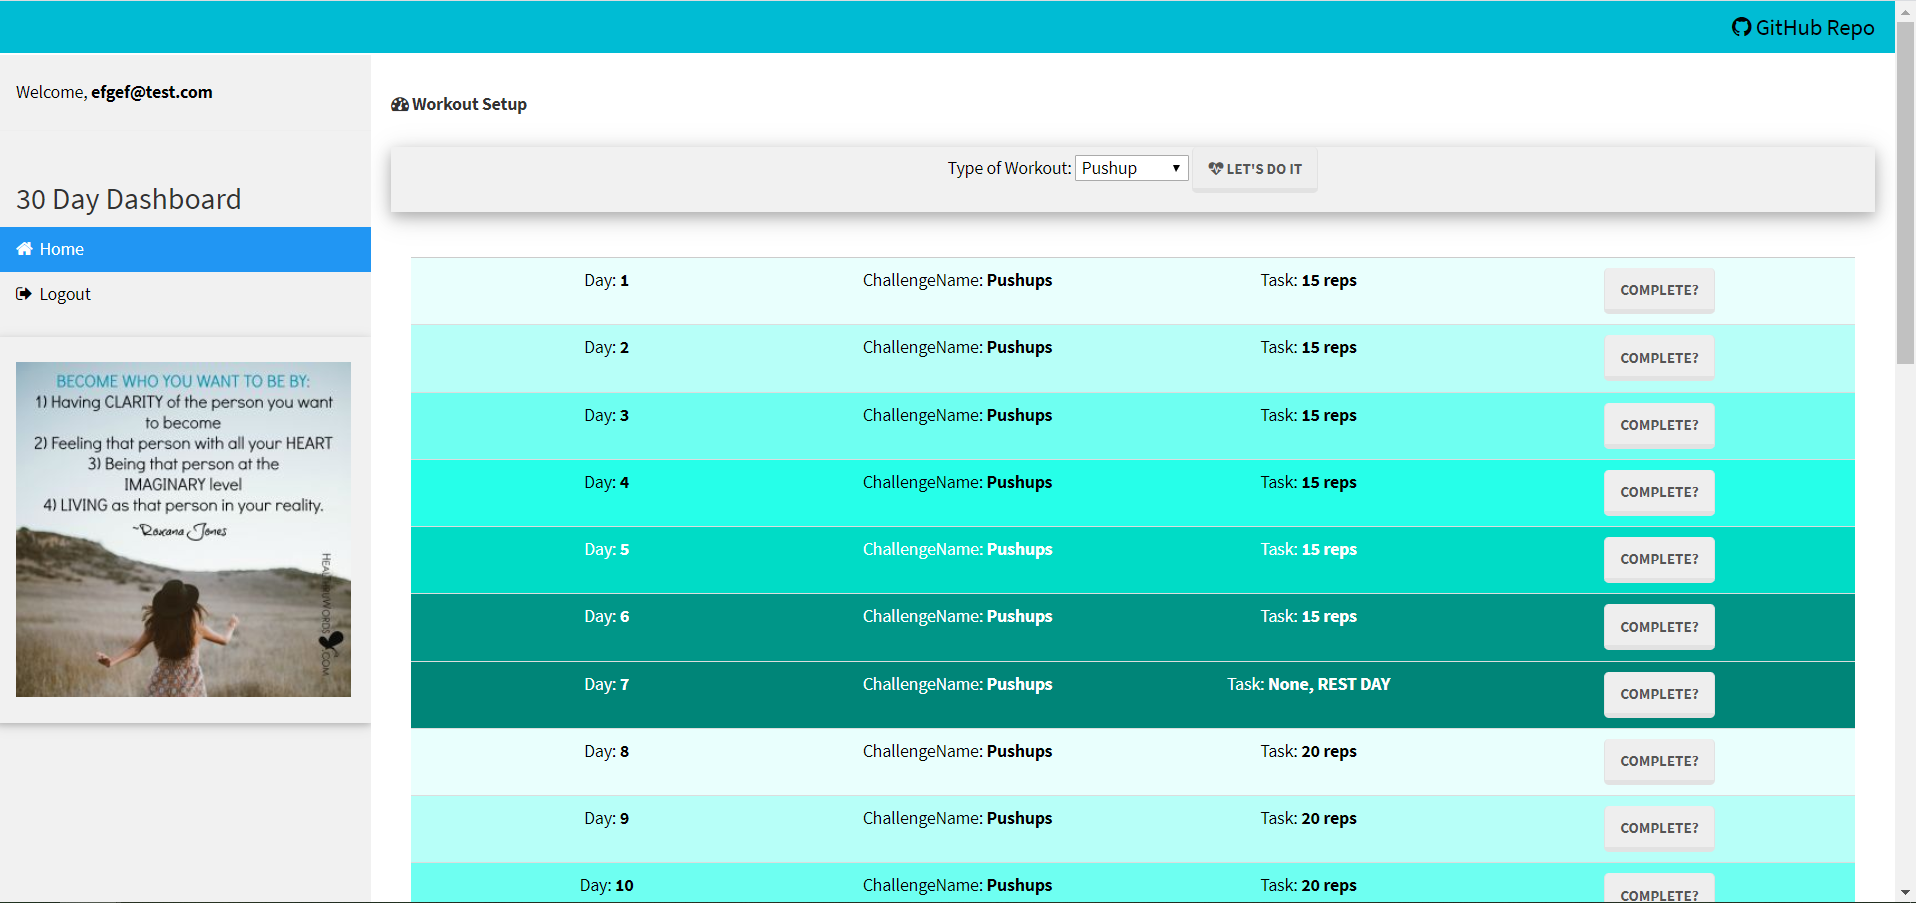 GitHub Repo
Welcome, efgef@test.com
30 Day Dashboard
Home
Logout
BECOME WHO YOU WANT TO BE BY:
1) Having CLARITY of the person you want
to become
2) Feeling that person with all your HEART
3) Being that person at the
IMAGINARY level
4) LIVING as that person in your reality.
~Roxana Jones
Workout Setup
Type of Workout: Pushup LET'S DO IT
Day: 1 ChallengeName: Pushups Task: 15 reps COMPLETE?
Day: 2 ChallengeName: Pushups Task: 15 reps COMPLETE?
Day: 3 ChallengeName: Pushups Task: 15 reps COMPLETE?
Day: 4 ChallengeName: Pushups Task: 15 reps COMPLETE?
Day: 5 ChallengeName: Pushups Task: 15 reps COMPLETE?
Day: 6 ChallengeName: Pushups Task: 15 reps COMPLETE?
Day: 7 ChallengeName: Pushups Task: None, REST DAY COMPLETE?
Day: 8 ChallengeName: Pushups Task: 20 reps COMPLETE?
Day: 9 ChallengeName: Pushups Task: 20 reps COMPLETE?
Day: 10 ChallengeName: Pushups Task: 20 reps COMPLETE?